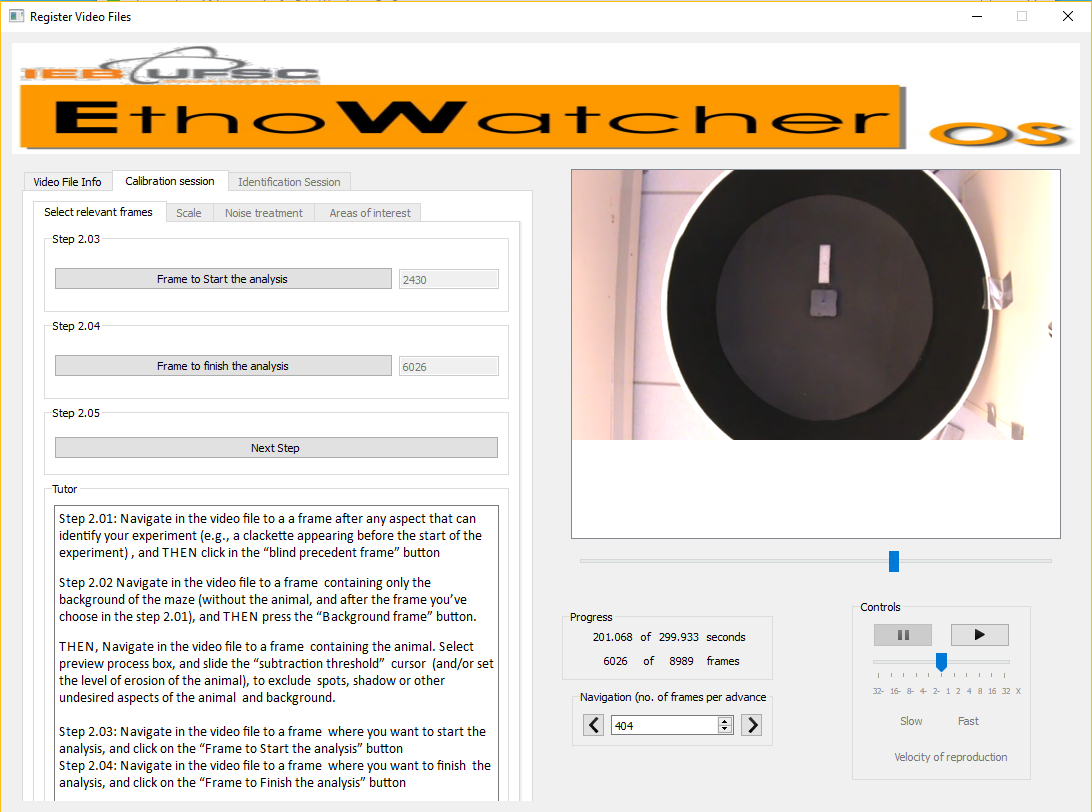 Register Video Files
IEB UFSC
EthoWatcher OS
Video File Info Calibration session Identification Session
Select relevant frames Scale Noise treatment Areas of interest
Step 2.03
Frame to Start the analysis 2430
Step 2.04
Frame to finish the analysis 6026
Step 2.05
Next Step
Tutor
Step 2.01: Navigate in the video file to a a frame after any aspect that can
identify your experiment (e.g., a clackette appearing before the start of the
experiment) , and THEN click in the “blind precedent frame” button
Step 2.02 Navigate in the video file to a frame containing only the
background of the maze (without the animal, and after the frame you’ve
choose in the step 2.01), and THEN press the “Background frame” button.
THEN, Navigate in the video file to a frame containing the animal. Select
preview process box, and slide the “subtraction threshold” cursor (and/or set
the level of erosion of the animal), to exclude spots, shadow or other
undesired aspects of the animal and background.
Step 2.03: Navigate in the video file to a frame where you want to start the
analysis, and click on the “Frame to Start the analysis” button
Step 2.04: Navigate in the video file to a frame where you want to finish the
analysis, and click on the “Frame to Finish the analysis” button
Progress
201.068 of 299.933 seconds
6026 of 8989 frames
Navigation (no. of frames per advance
404
Controls
32- 16- 8- 4- 2- 1 2 4 8 16 32 X
Slow Fast
Velocity of reproduction